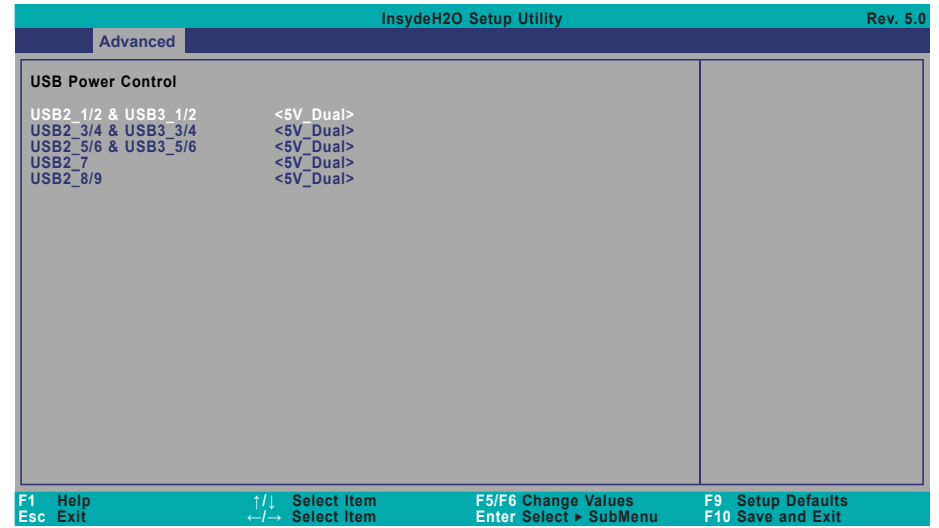 InsydeH2O Setup Utility Rev. 5.0
Advanced
USB Power Control
USB2_1/2 & USB3_1/2 <5V_Dual>
USB2_3/4 & USB3_3/4 <5V_Dual>
USB2_5/6 & USB3_5/6 <5V_Dual>
USB2_7 <5V_Dual>
USB2_8/9 <5V_Dual>
F1 Help ↑/↓ Select Item F5/F6 Change Values F9 Setup Defaults
Esc Exit ←/→ Select Item Enter Select ▸ SubMenu F10 Save and Exit